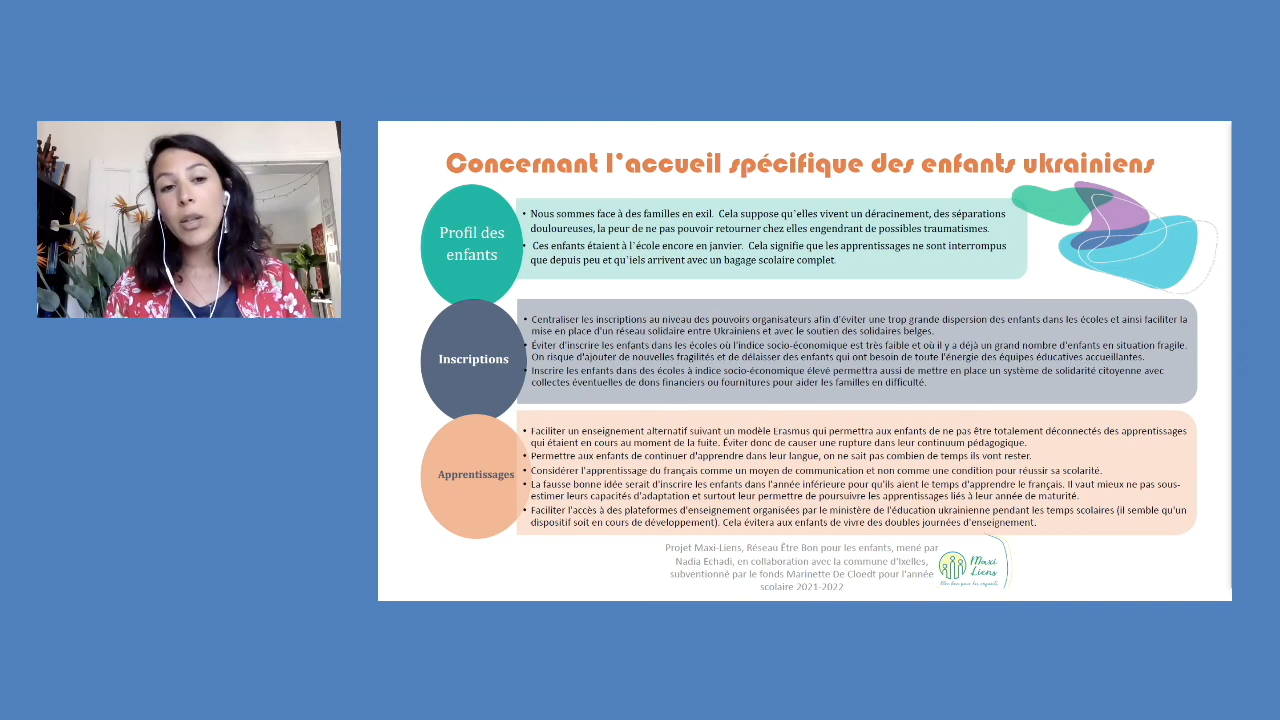 Concernant l'accueil spécifique des enfants ukrainiens
Profil des
enfants
• Nous sommes face à des familles en exil. Cela suppose qu'elles vivent un déracinement, des séparations
douloureuses, la peur de ne pas pouvoir retourner chez elles engendrant de possibles traumatismes.
• Ces enfants étaient à l'école encore en janvier. Cela signifie que les apprentissages ne sont interrompus
que depuis peu et qu'iels arrivent avec un bagage scolaire complet.
Inscriptions
• Centraliser les inscriptions au niveau des pouvoirs organisateurs afin d'éviter une trop grande dispersion des enfants dans les écoles et ainsi faciliter la
mise en place d'un réseau solidaire entre Ukrainiens et avec le soutien des solidaires belges.
• Éviter d'inscrire les enfants dans les écoles où l'indice socio-économique est très faible et où il y a déjà un grand nombre d'enfants en situation fragile.
On risque d'ajouter de nouvelles fragilités et de délaisser des enfants qui ont besoin de toute l'énergie des équipes éducatives accueillantes.
• Inscrire les enfants dans des écoles à indice socio-économique élevé permettra aussi de mettre en place un système de solidarité citoyenne avec
collectes éventuelles de dons financiers ou fournitures pour aider les familles en difficulté.
Apprentissages
• Faciliter un enseignement alternatif suivant un modèle Erasmus qui permettra aux enfants de ne pas être totalement déconnectés des apprentissages
qui étaient en cours au moment de la fuite. Éviter donc de causer une rupture dans leur continuum pédagogique.
• Permettre aux enfants de continuer d'apprendre dans leur langue, on ne sait pas combien de temps ils vont rester.
• Considérer l'apprentissage du français comme un moyen de communication et non comme une condition pour réussir sa scolarité.
• La fausse bonne idée serait d'inscrire les enfants dans l'année inférieure pour qu'ils aient le temps d'apprendre le français. Il vaut mieux ne pas sous-
estimer leurs capacités d'adaptation et surtout leur permettre de poursuivre les apprentissages liés à leur année de maturité.
• Faciliter l'accès à des plateformes d'enseignement organisées par le ministère de l'éducation ukrainienne pendant les temps scolaires (il semble qu'un
dispositif soit en cours de développement). Cela évitera aux enfants de vivre des doubles journées d'enseignement.
Projet Maxi-Liens, Réseau Être Bon pour les enfants, mené par
Nadia Echadi, en collaboration avec la commune d'Ixelles,
subventionné par le fonds Marinette De Cloedt pour l'année
scolaire 2021-2022
Maxi
Liens
Être bon pour les enfants